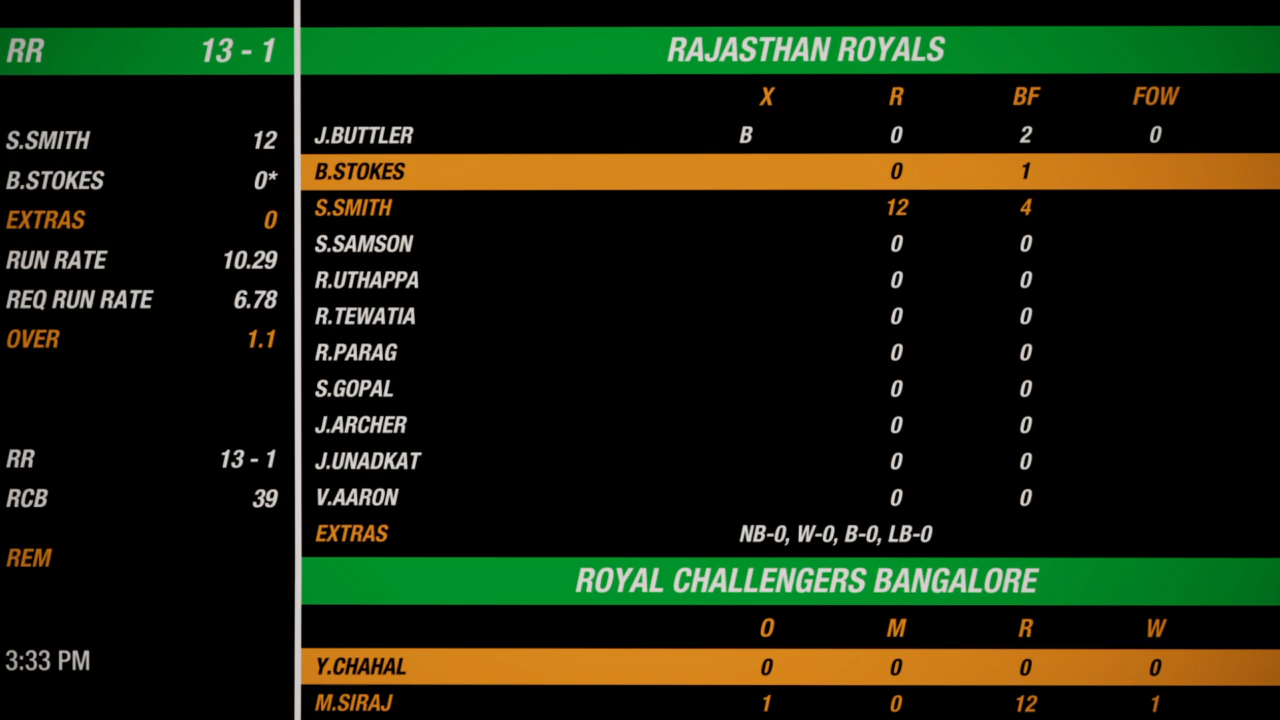 RR 13 - 1
S.SMITH 12
B.STOKES 0*
EXTRAS 0
RUN RATE 10.29
REQ RUN RATE 6.78
OVER 1.1
RR 13 - 1
RCB 39
REM
3:33 PM
RAJASTHAN ROYALS
X R BF FOW
J.BUTTLER B 0 2 0
B.STOKES 0 1
S.SMITH 12 4
S.SAMSON 0 0
R.UTHAPPA 0 0
R.TEWATIA 0 0
R.PARAG 0 0
S.GOPAL 0 0
J.ARCHER 0 0
J.UNADKAT 0 0
V.AARON 0 0
EXTRAS NB-0, W-0, B-0, LB-0
ROYAL CHALLENGERS BANGALORE
O M R W
Y.CHAHAL 0 0 0 0
M.SIRAJ 1 0 12 1